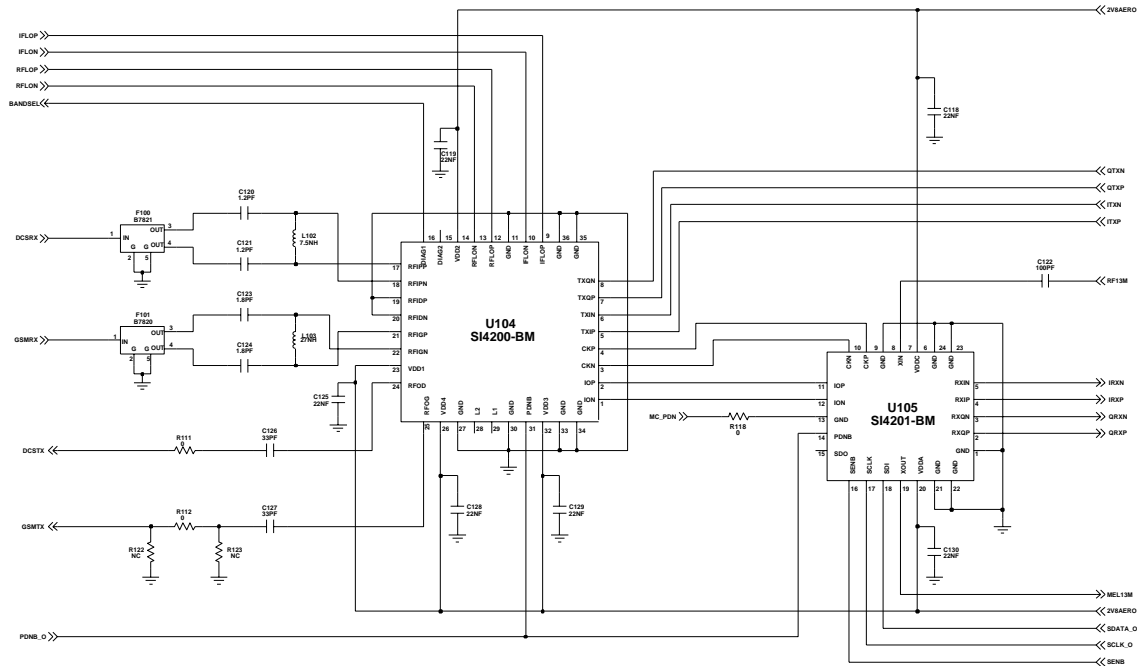 2V8AERO
IFLOP
IFLON
RFLOP
RFLON
BANDSEL
C118
22NF
C119
22NF
QTXN
QTXP
ITXN
ITXP
C120
1.2PF
F100
B7821
DCSRX
1
IN
OUT
3
OUT
4
G
G
2
5
C121
1.2PF
L102
7.5NH
C123
1.8PF
F101
B7820
GSMRX
1
IN
OUT
3
OUT
4
G
G
2
5
C124
1.8PF
L103
27NH
16
15
14
13
12
11
10
9
36
35
DIAG1
DIAG2
VDD2
RFLON
RFLOP
GND
IFLON
IFLOP
GND
GND
17
RFIPP
18
RFIPN
19
RFIDP
20
RFIDN
21
RFIGP
22
RFIGN
23
VDD1
24
RFOD
U104
SI4200-BM
TXQN
8
TXQP
7
TXIN
6
TXIP
5
CKP
4
CKN
3
IOP
2
ION
1
RFOG
VDD4
GND
L2
L1
GND
PDNB
VDD3
GND
GND
25
26
27
28
29
30
31
32
33
34
C122
100PF
RF13M
10
9
8
7
6
24
23
CKN
CKP
GND
XIN
VDDC
GND
GND
GND
11
IOP
12
ION
13
GND
14
PDNB
15
SDO
U105
SI4201-BM
RXIN
5
RXIP
4
RXQN
3
RXQP
2
GND
1
SENB
SCLK
SDI
XOUT
VDDA
GND
GND
16
17
18
19
20
21
22
IRXN
IRXP
QRXN
QRXP
MC_PDN
R118
0
C125
22NF
DCSTX
R111
0
C126
33PF
GSMTX
R112
0
C127
33PF
R122
NC
R123
NC
C128
22NF
C129
22NF
C130
22NF
MEL13M
2V8AERO
SDATA_O
SCLK_O
SENB
PDNB_O